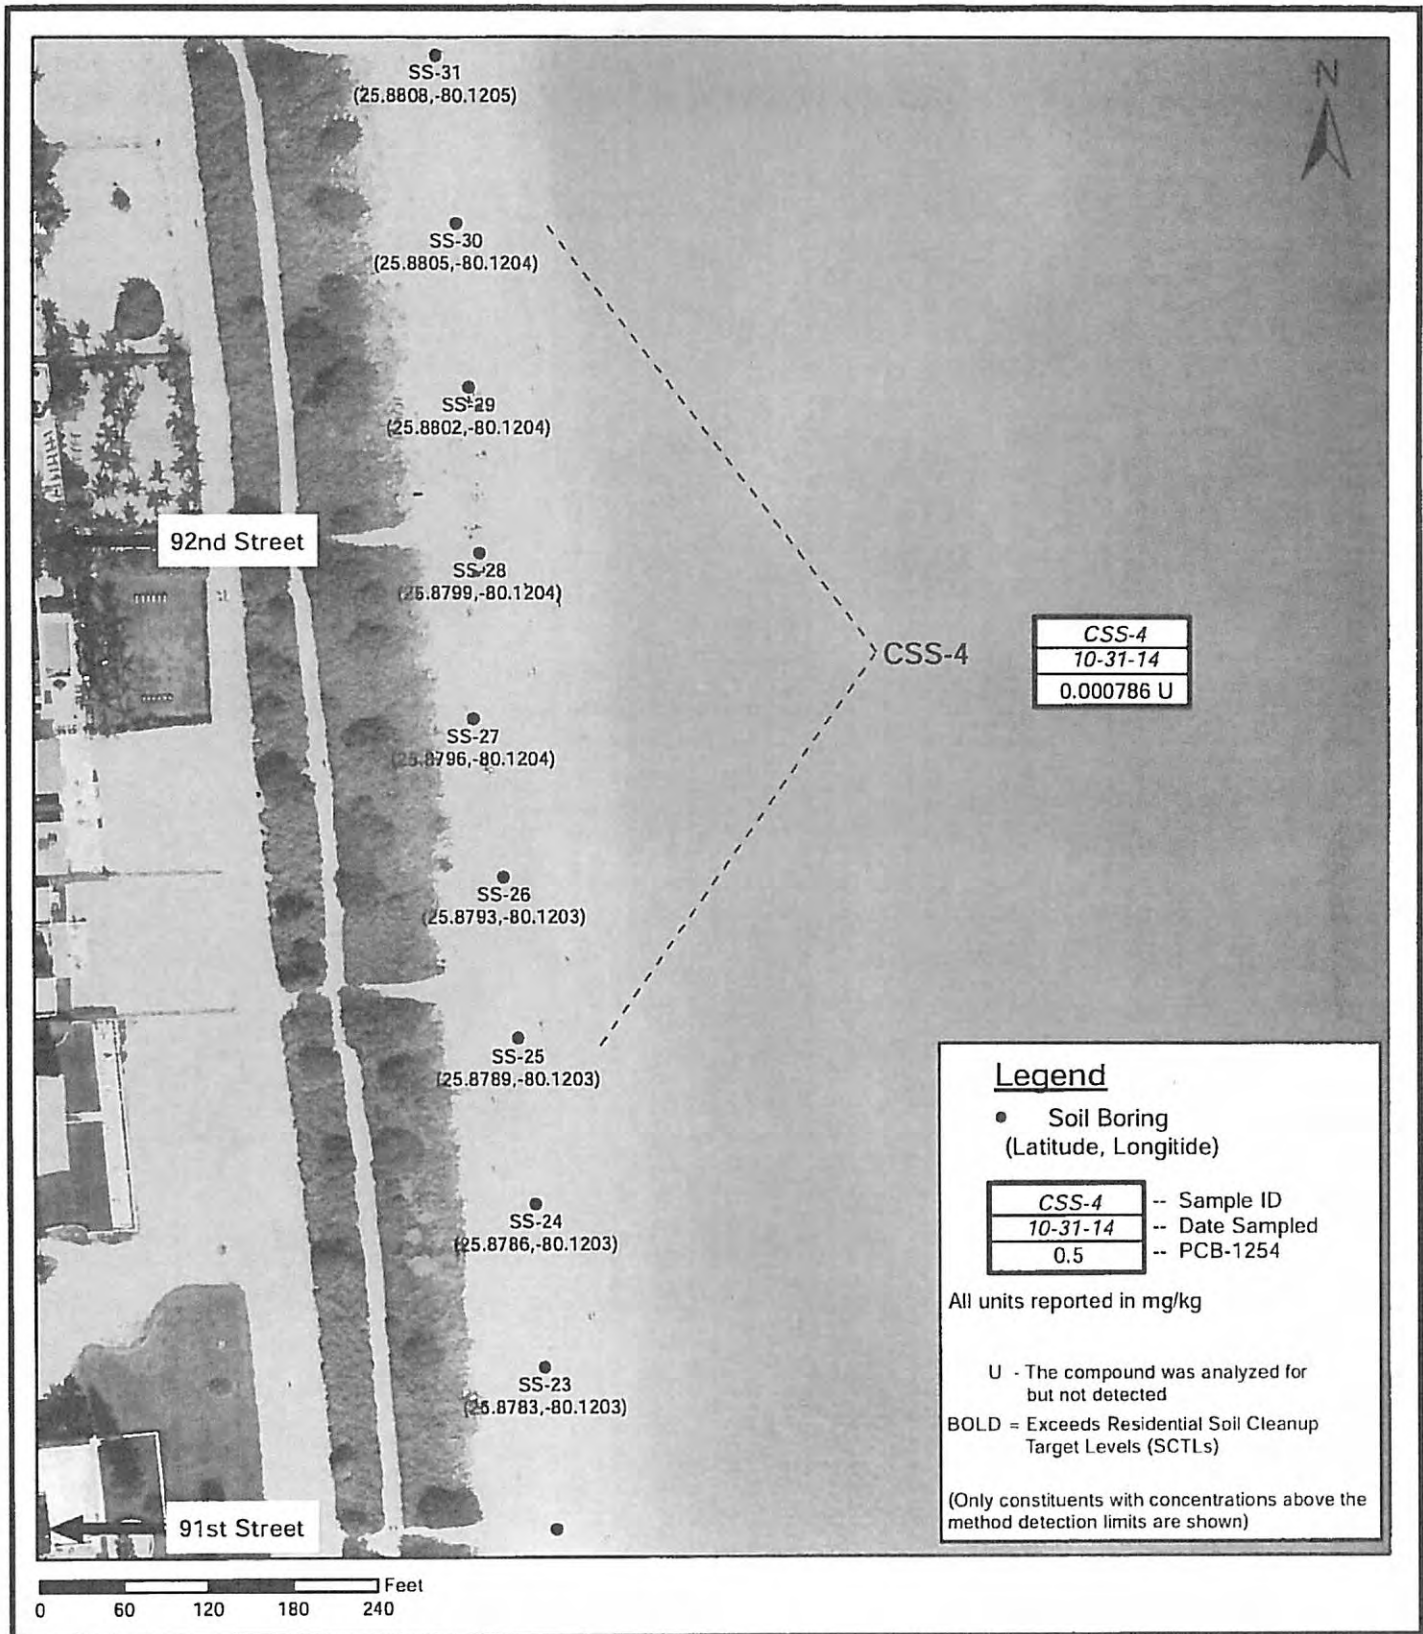 N
SS-31
(25.8808,-80.1205)
SS-30
(25.8805,-80.1204)
SS-29
(25.8802,-80.1204)
92nd Street
SS-28
(25.8799,-80.1204)
CSS-4
CSS-4
10-31-14
0.000786 U
SS-27
(25.8796,-80.1204)
SS-26
(25.8793,-80.1203)
SS-25
(25.8789,-80.1203)
SS-24
(25.8786,-80.1203)
SS-23
(25.8783,-80.1203)
91st Street
Legend
Soil Boring
(Latitude, Longitide)
CSS-4 -- Sample ID
10-31-14 -- Date Sampled
0.5 -- PCB-1254
All units reported in mg/kg
U - The compound was analyzed for
but not detected
BOLD = Exceeds Residential Soil Cleanup
Target Levels (SCTLs)
(Only constituents with concentrations above the
method detection limits are shown)
Feet
0 60 120 180 240